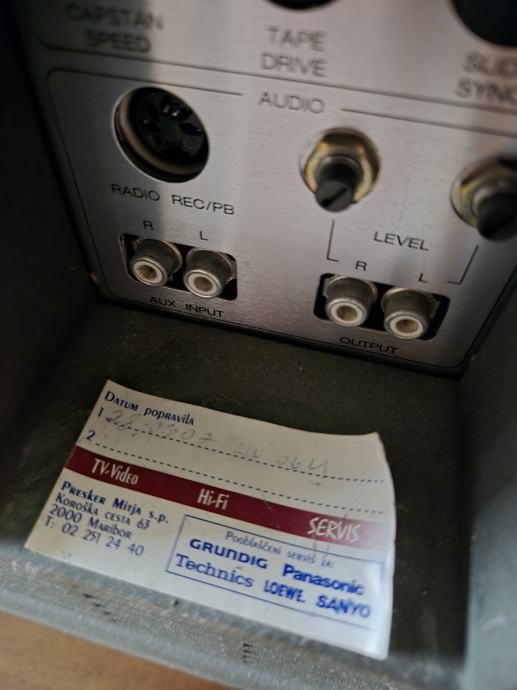 CAPSTAN
SPEED
TAPE
DRIVE
AUDIO
RADIO REC/PB
LEVEL
R L
AUX INPUT
R L
OUTPUT
DATUM POPRAVILA
1
2
TV-Video Hi-Fi SERVIS
PRESKER MITJA S.P.
KOROŠKA CESTA 63
2000 MARIBOR
T: 02 251 24 40
Pooblaščeni servis za:
GRUNDIG Panasonic
Technics LOEWE. SANYO